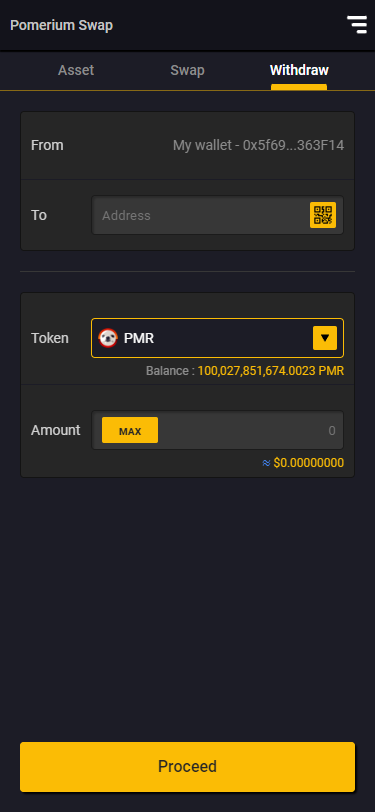 Pomerium Swap
Asset Swap Withdraw
From My wallet - 0x5f69...363F14
To Address
Token PMR
Balance : 100,027,851,674.0023 PMR
Amount MAX 0
≈ $0.00000000
Proceed